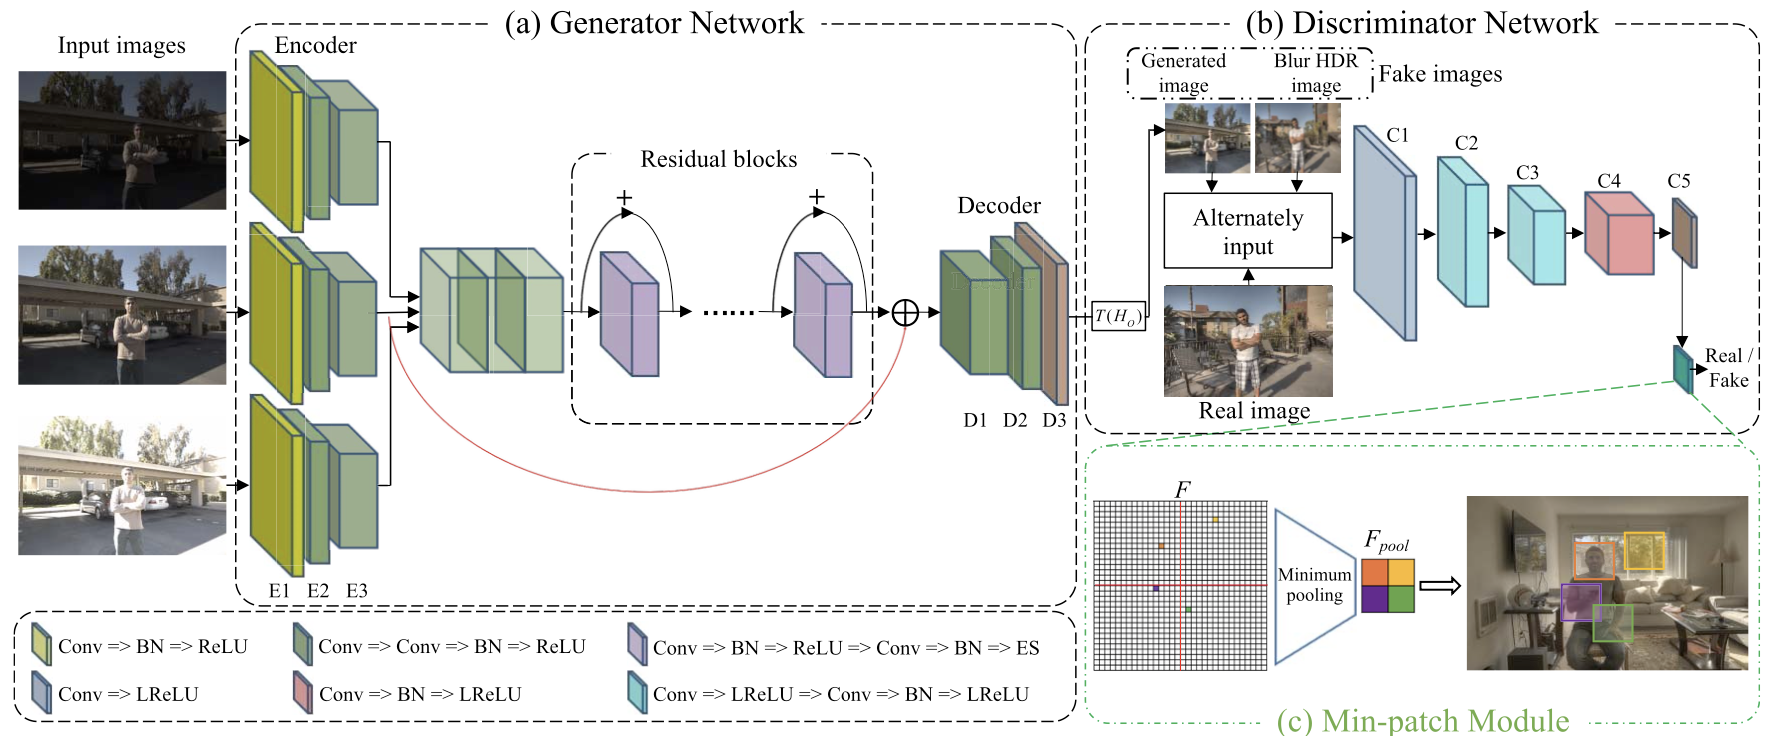 (a) Generator Network
(b) Discriminator Network
Input images
Encoder
Generated
image
Blur HDR
image
Fake images
C1
C2
C3
C4
C5
Residual blocks
+
+
Decoder
Decoder
Alternately
input
T(H_O)
Real /
Fake
Real image
D1 D2 D3
E1 E2 E3
F
Minimum
pooling
F_pool
Conv => BN => ReLU
Conv => Conv => BN => ReLU
Conv => BN => ReLU => Conv => BN => ES
Conv => LReLU
Conv => BN => LReLU
Conv => LReLU => Conv => BN => LReLU
(c) Min-patch Module